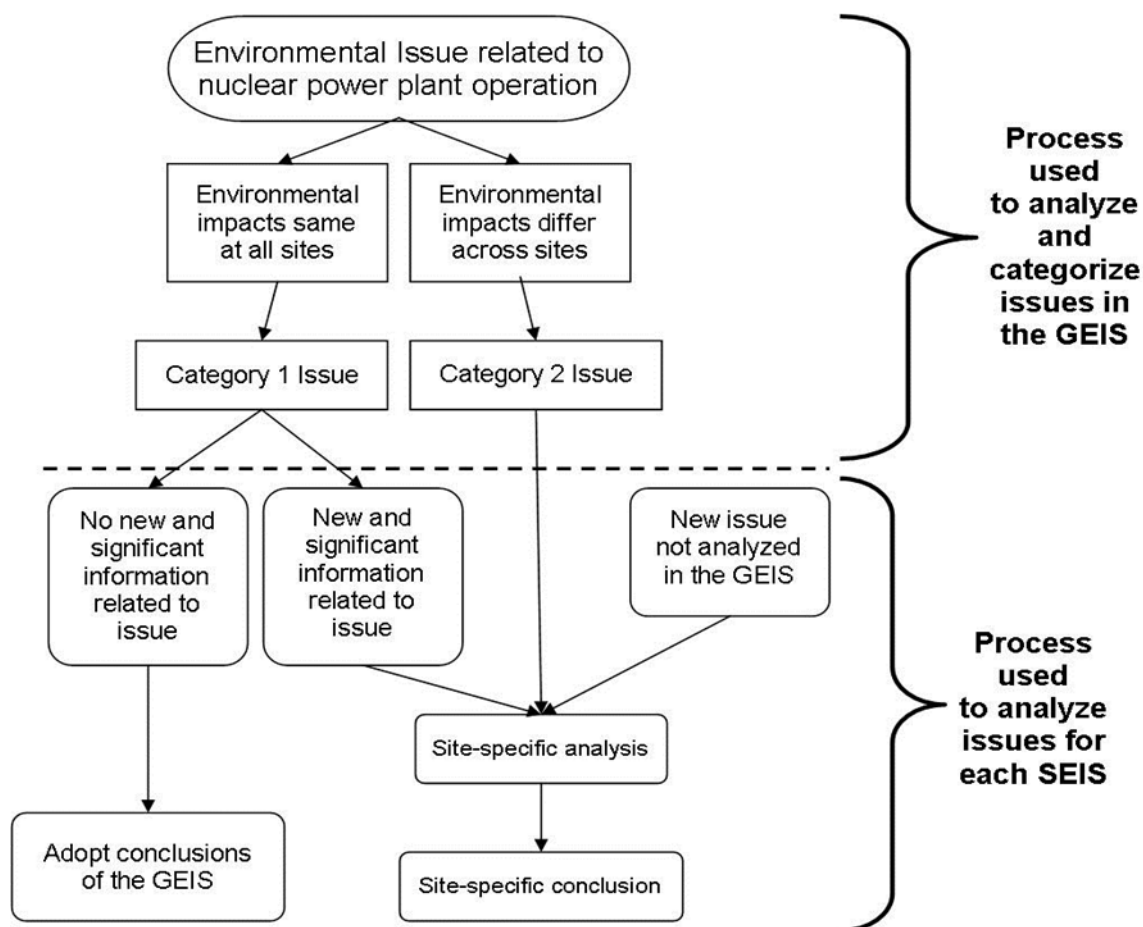 Environmental Issue related to
nuclear power plant operation
Environmental
impacts same
at all sites
Environmental
impacts differ
across sites
Category 1 Issue
Category 2 Issue
Process
used
to analyze
and
categorize
issues in
the GEIS
No new and
significant
information
related to
issue
New and
significant
information
related to
issue
New issue
not analyzed
in the GEIS
Site-specific analysis
Adopt conclusions
of the GEIS
Site-specific conclusion
Process
used
to analyze
issues for
each SEIS